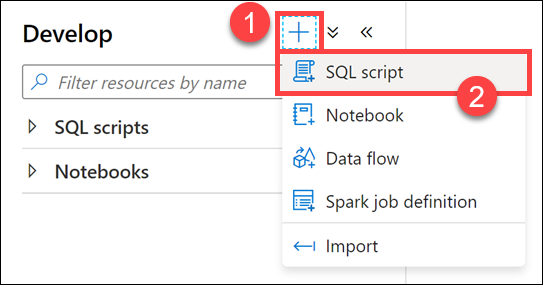 1
Develop
Filter resources by name
SQL scripts
Notebooks
SQL script
2
Notebook
Data flow
Spark job definition
Import